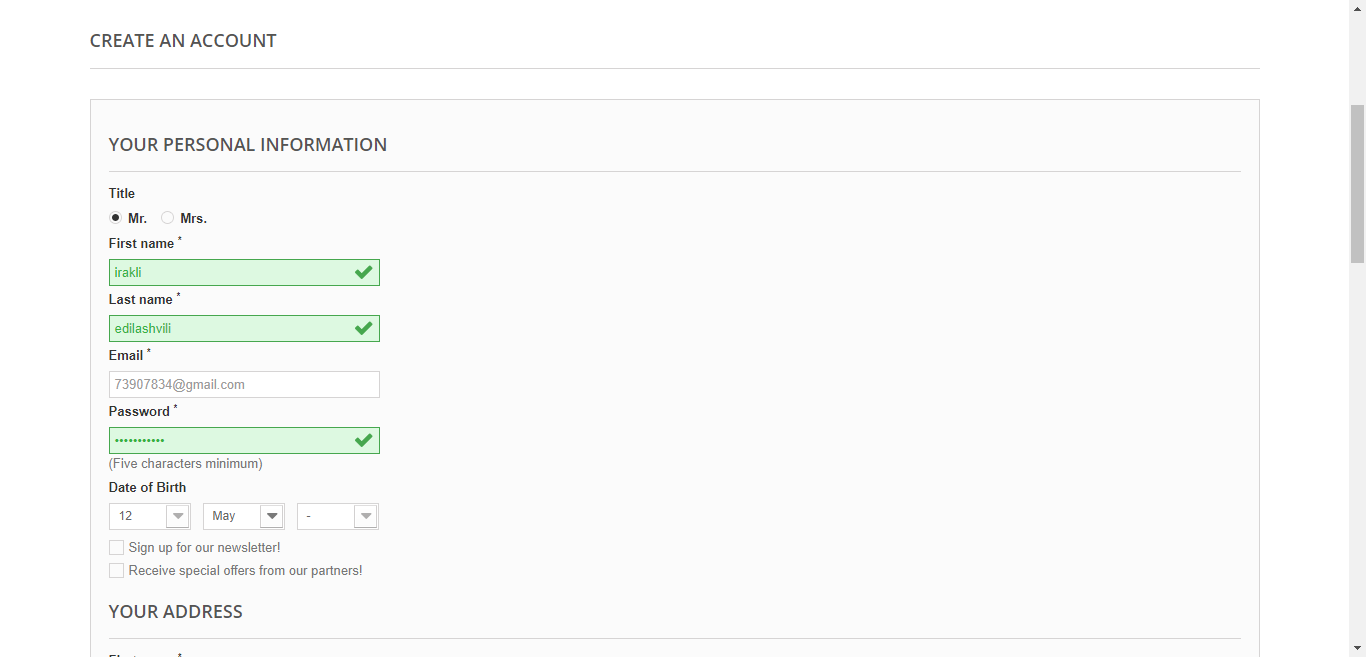 CREATE AN ACCOUNT
YOUR PERSONAL INFORMATION
Title
Mr. Mrs.
First name *
irakli
Last name *
edilashvili
Email *
73907834@gmail.com
Password *
•••••••••••
(Five characters minimum)
Date of Birth
12 May -
Sign up for our newsletter!
Receive special offers from our partners!
YOUR ADDRESS